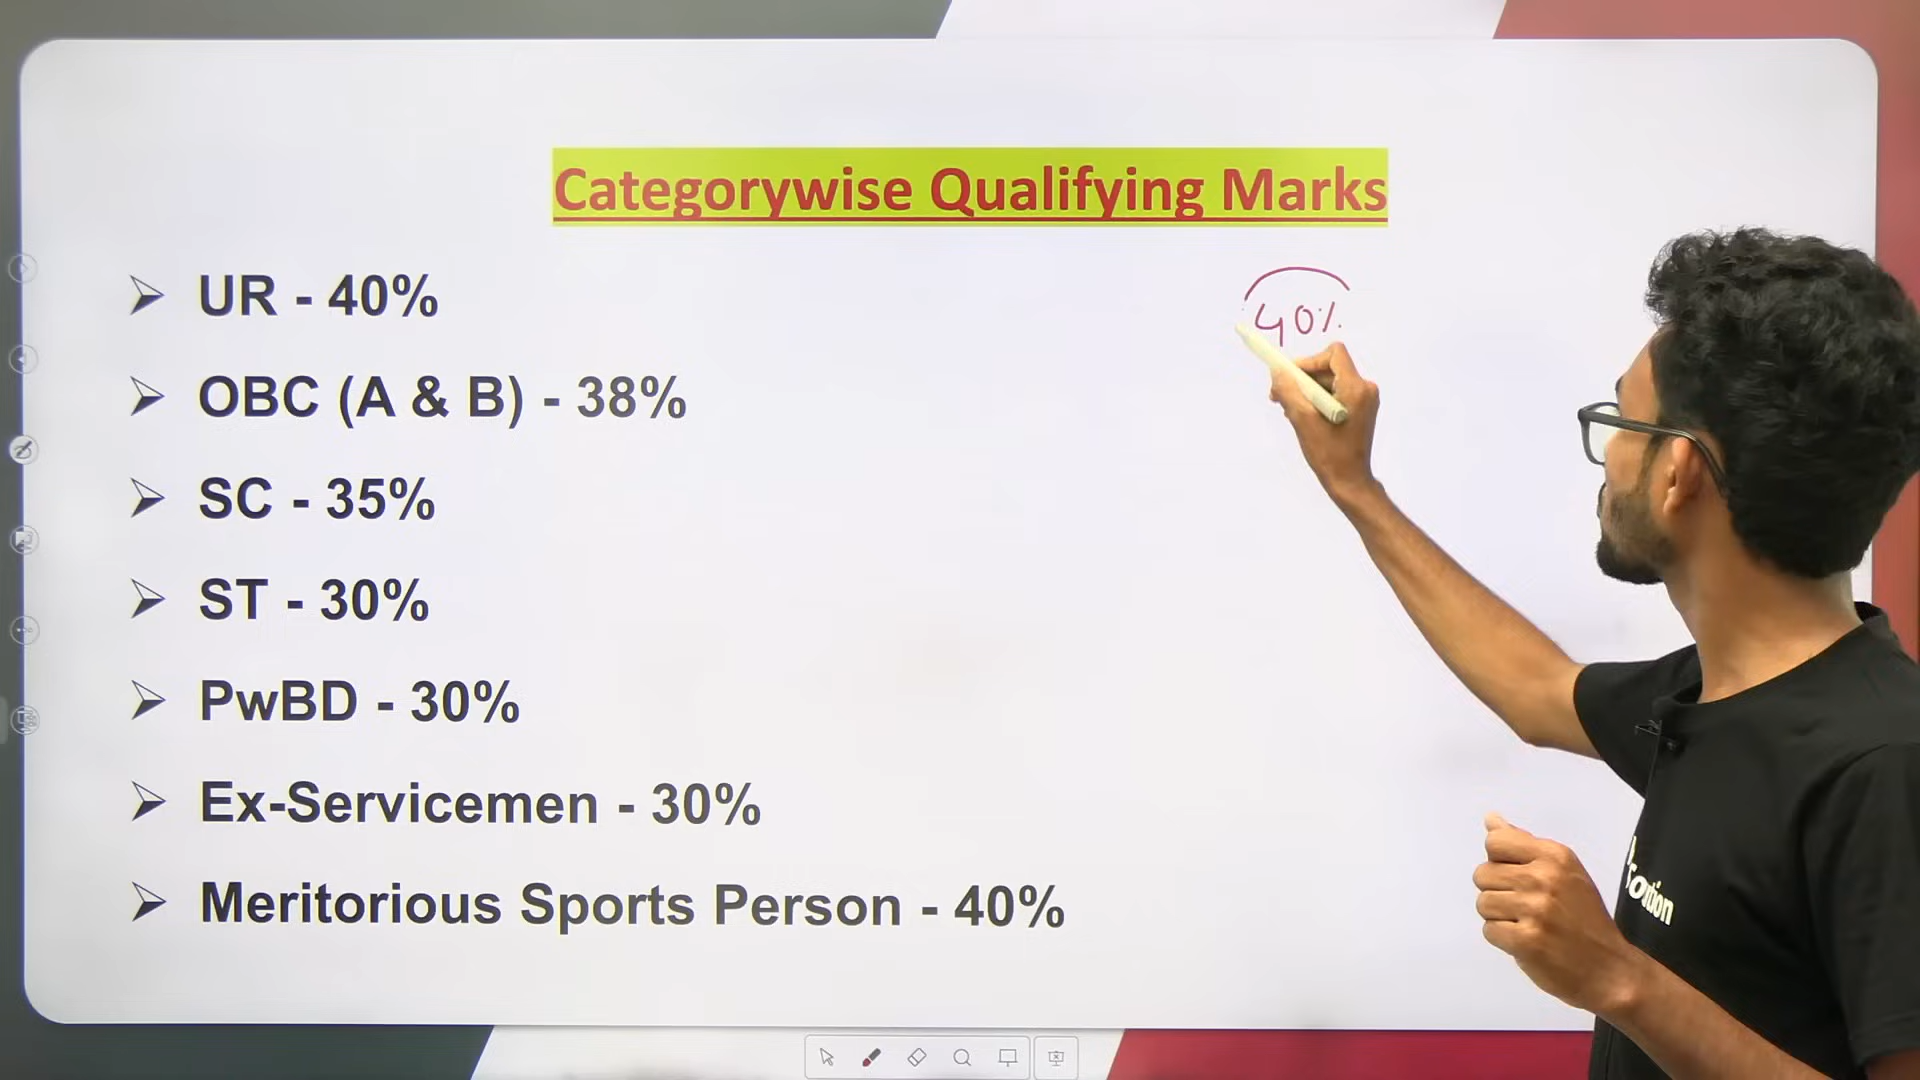 Categorywise Qualifying Marks
40%
UR - 40%
OBC (A & B) - 38%
SC - 35%
ST - 30%
PwBD - 30%
Ex-Servicemen - 30%
Meritorious Sports Person - 40%